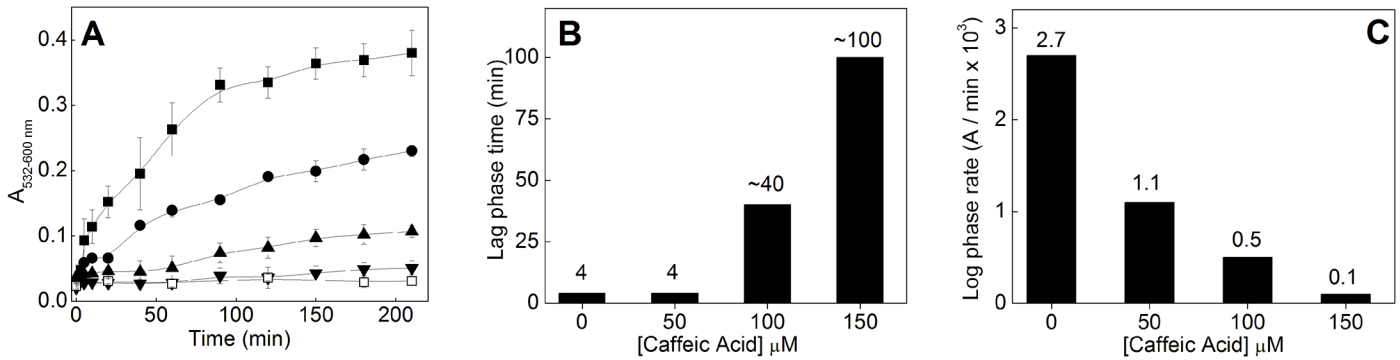 A
A532-600 nm
0.4
0.3
0.2
0.1
0.0
0 50 100 150 200
Time (min)
B
Lag phase time (min)
100
75
50
25
0
4
4
~40
~100
0 50 100 150
[Caffeic Acid] μM
C
Log phase rate (A / min x 10³)
3
2
1
0
2.7
1.1
0.5
0.1
0 50 100 150
[Caffeic Acid] μM